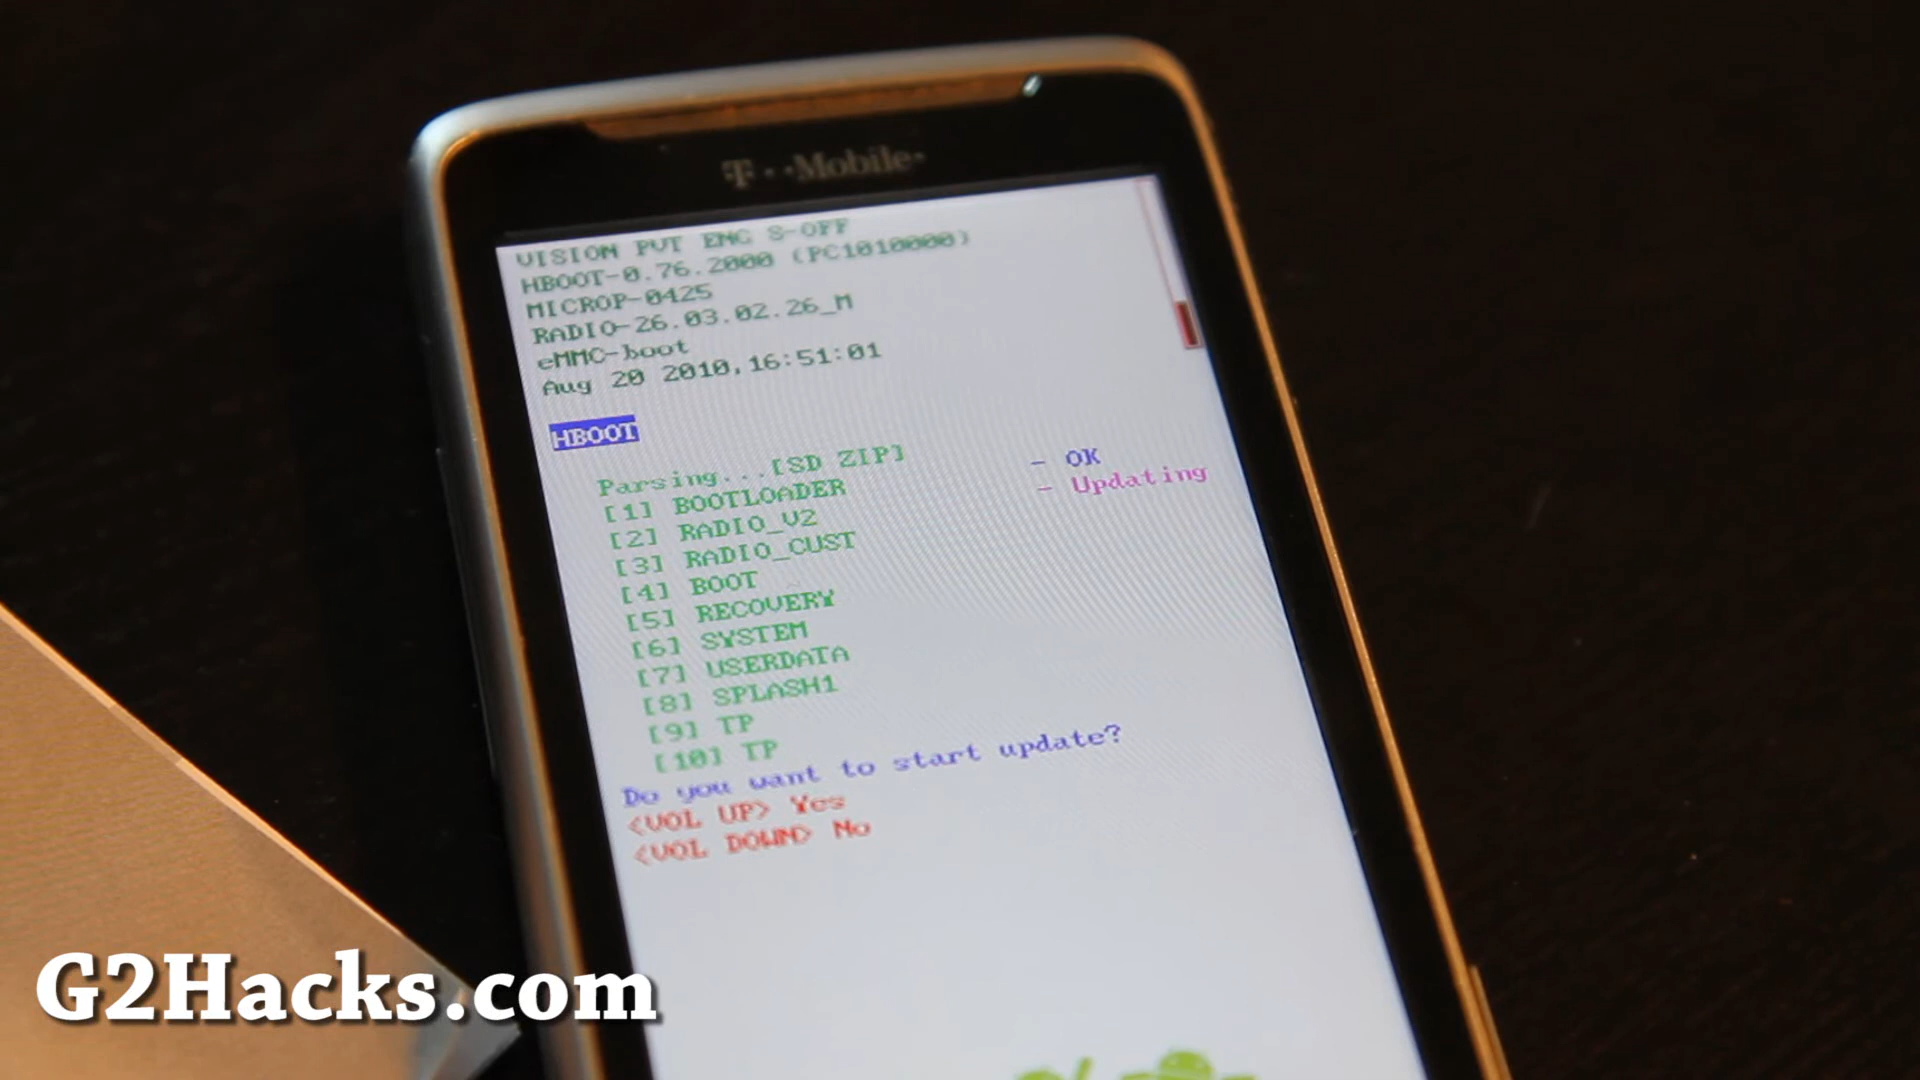 T··Mobile·
VISION PVT ENG S-OFF
HBOOT-0.76.2000 (PC1010000)
MICROP-0425
RADIO-26.03.02.26_M
eMMC-boot
Aug 20 2010,16:51:01
HBOOT
Parsing...[SD ZIP]
[1] BOOTLOADER - OK
[2] RADIO_V2 - Updating
[3] RADIO_CUST
[4] BOOT
[5] RECOVERY
[6] SYSTEM
[7] USERDATA
[8] SPLASH1
[9] TP
[10] TP
Do you want to start update?
<VOL UP> Yes
<VOL DOWN> No
G2Hacks.com